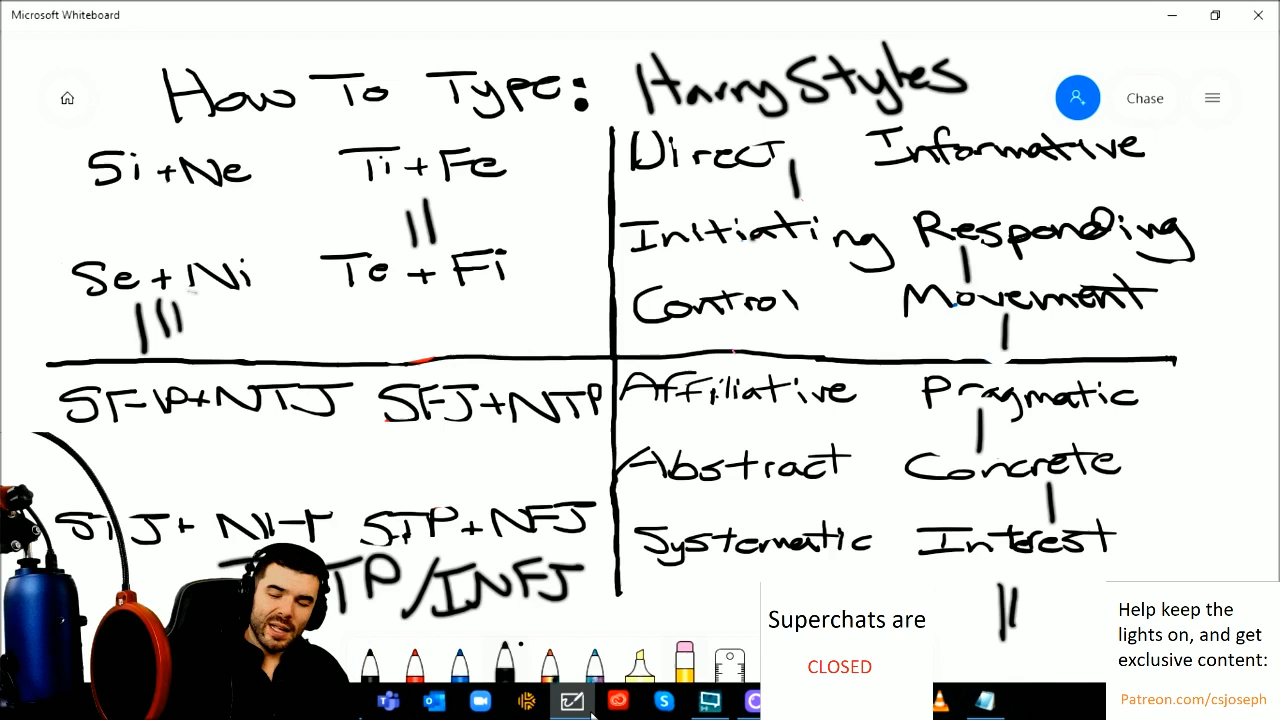 Microsoft Whiteboard
How To Type: Harry Styles
Chase
Si + Ne Ti + Fe
Se + Ni Te + Fi
Direct Informative
Initiating Responding
Control Movement
SFP + NTJ SFJ + NTP
STJ + NFP STP + NFJ
TP / INFJ
Affiliative Pragmatic
Abstract Concrete
Systematic Interest
Superchats are
CLOSED
Help keep the
lights on, and get
exclusive content:
Patreon.com/csjoseph